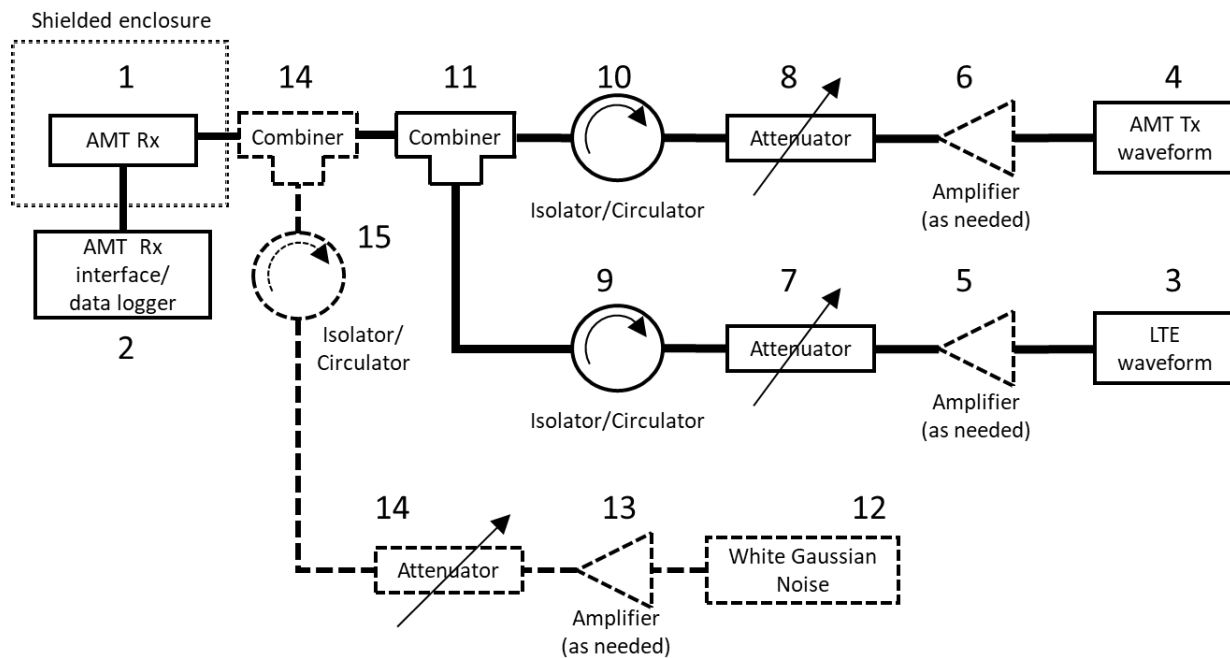 Shielded enclosure
1
14
11
10
8
6
4
AMT Rx
Combiner
Combiner
Attenuator
AMT Tx
waveform
Isolator/Circulator
Amplifier
(as needed)
AMT Rx
interface/
data logger
2
15
Isolator/
Circulator
9
7
5
3
Attenuator
LTE
waveform
Isolator/Circulator
Amplifier
(as needed)
14
13
12
Attenuator
White Gaussian
Noise
Amplifier
(as needed)